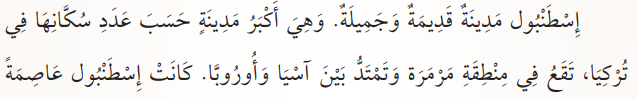 إِسْطَنْبُول مَدِينَةٌ قَدِيمَةٌ وَجَمِيلَةٌ. وَهِيَ أَكْبَرُ مَدِينَةٍ حَسَبَ عَدَدِ سُكَّانِهَا فِي
تُرْكِيَا، تَقَعُ فِي مِنْطِقَةِ مَرْمَرَة وَتَمْتَدُّ بَيْنَ آسْيَا وَأُورُوبَّا. كَانَتْ إِسْطَنْبُول عَاصِمَةً